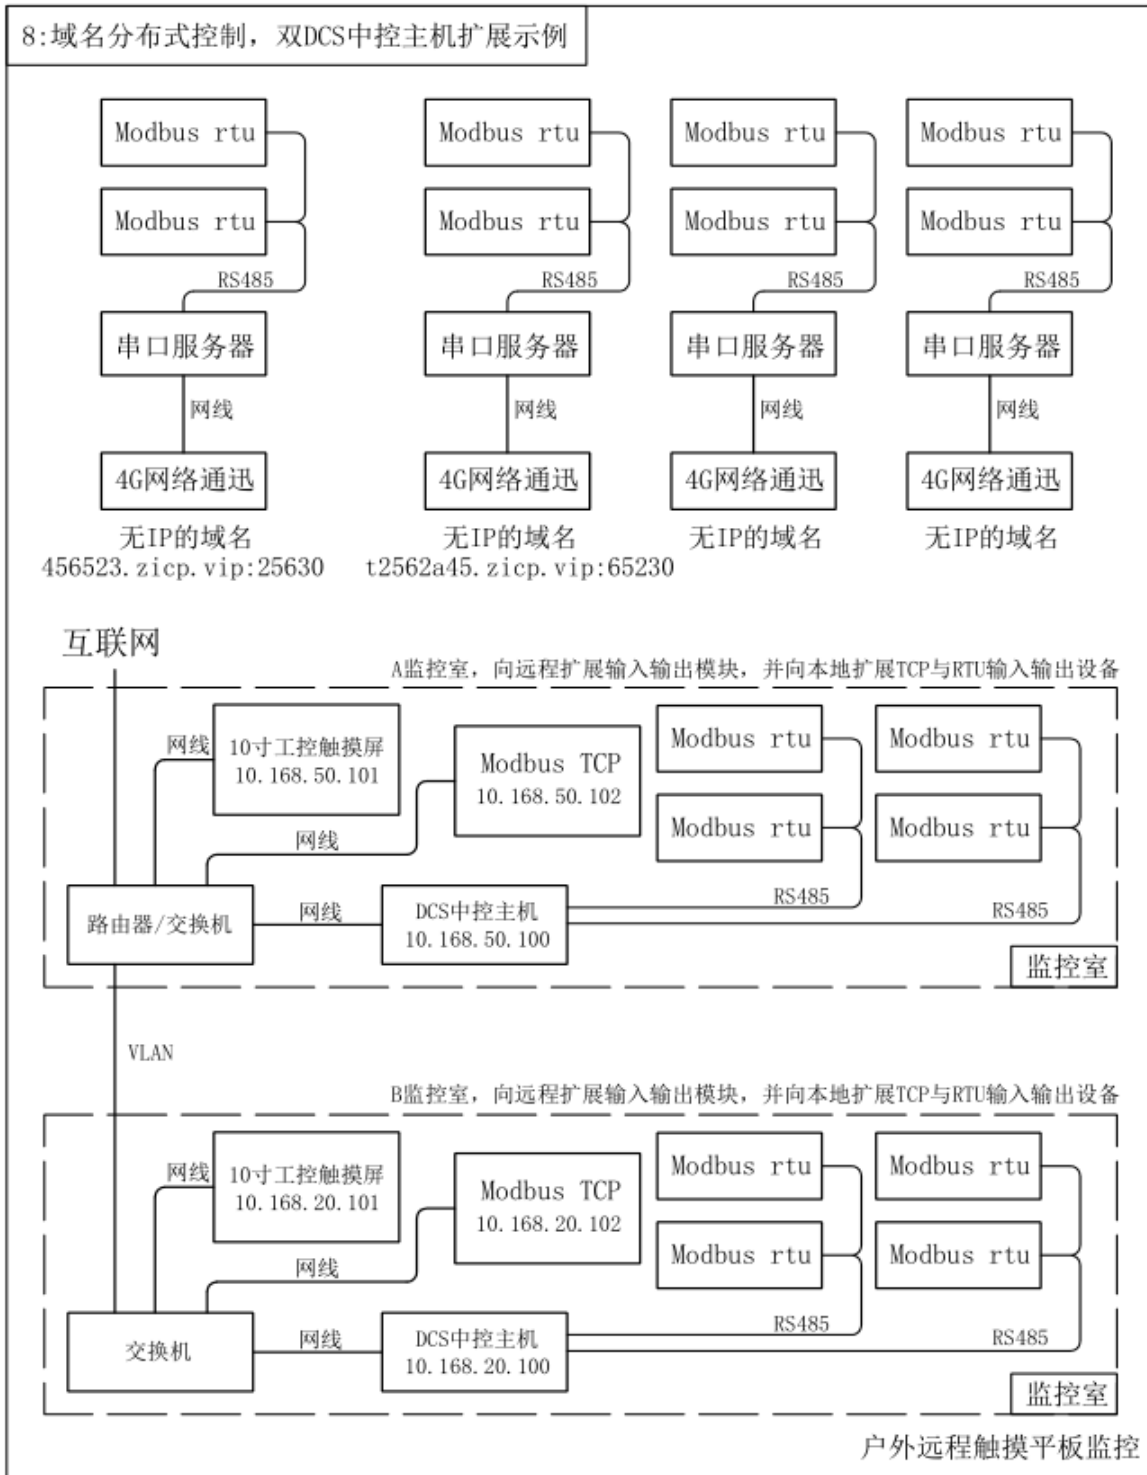 8:域名分布式控制，双DCS中控主机扩展示例
Modbus rtu
Modbus rtu
Modbus rtu
Modbus rtu
Modbus rtu
Modbus rtu
Modbus rtu
Modbus rtu
RS485
RS485
RS485
RS485
串口服务器
串口服务器
串口服务器
串口服务器
网线
网线
网线
网线
4G网络通迅
4G网络通迅
4G网络通迅
4G网络通迅
无IP的域名
无IP的域名
无IP的域名
无IP的域名
456523.zicp.vip:25630
t2562a45.zicp.vip:65230
互联网
A监控室，向远程扩展输入输出模块，并向本地扩展TCP与RTU输入输出设备
网线
10寸工控触摸屏
10.168.50.101
Modbus TCP
10.168.50.102
Modbus rtu
Modbus rtu
Modbus rtu
Modbus rtu
网线
路由器/交换机
网线
DCS中控主机
10.168.50.100
RS485
RS485
监控室
VLAN
B监控室，向远程扩展输入输出模块，并向本地扩展TCP与RTU输入输出设备
网线
10寸工控触摸屏
10.168.20.101
Modbus TCP
10.168.20.102
Modbus rtu
Modbus rtu
Modbus rtu
Modbus rtu
网线
交换机
网线
DCS中控主机
10.168.20.100
RS485
RS485
监控室
户外远程触摸平板监控